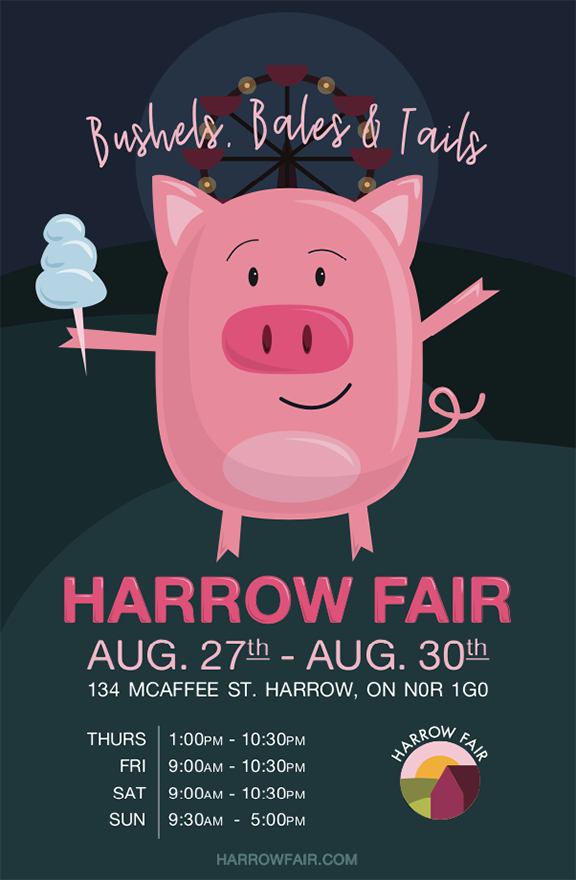 Bushels, Bales & Tails
HARROW FAIR
AUG. 27th - AUG. 30th
134 MCAFFEE ST. HARROW, ON N0R 1G0
THURS 1:00PM - 10:30PM
FRI 9:00AM - 10:30PM
SAT 9:00AM - 10:30PM
SUN 9:30AM - 5:00PM
HARROW FAIR
HARROWFAIR.COM